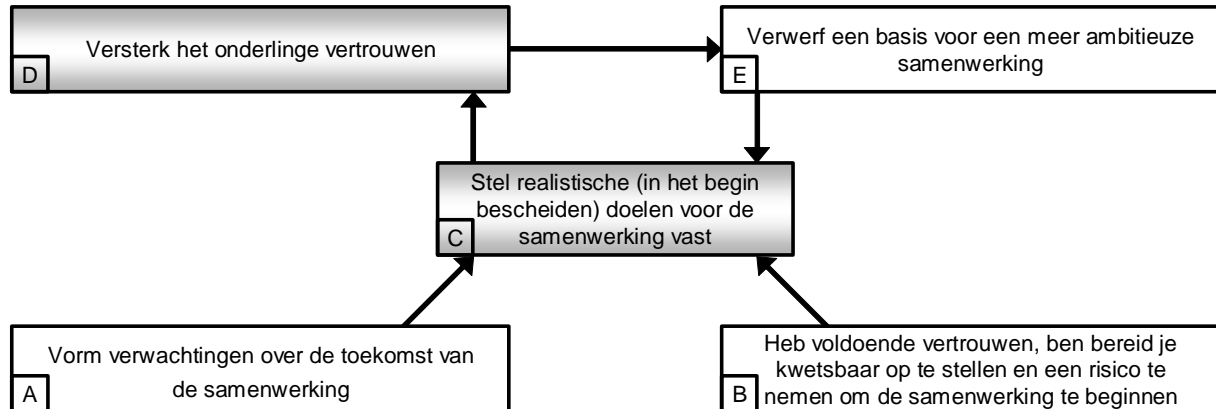 Versterk het onderlinge vertrouwen
D
Verwerf een basis voor een meer ambitieuze
samenwerking
E
Stel realistische (in het begin
bescheiden) doelen voor de
samenwerking vast
C
Vorm verwachtingen over de toekomst van
de samenwerking
A
Heb voldoende vertrouwen, ben bereid je
kwetsbaar op te stellen en een risico te
nemen om de samenwerking te beginnen
B